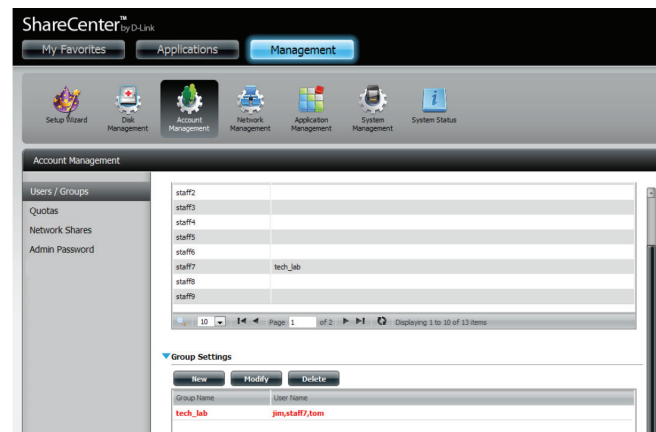 ShareCenter™ by D-Link
My Favorites Applications Management
Setup Wizard Disk Management Account Management Network Management Application Management System Management System Status
Account Management
Users / Groups
Quotas
Network Shares
Admin Password
staff2
staff3
staff4
staff5
staff6
staff7 tech_lab
staff8
staff9
10 Page 1 of 2 Displaying 1 to 10 of 13 items
Group Settings
New Modify Delete
Group Name User Name
tech_lab jim,staff7,tom